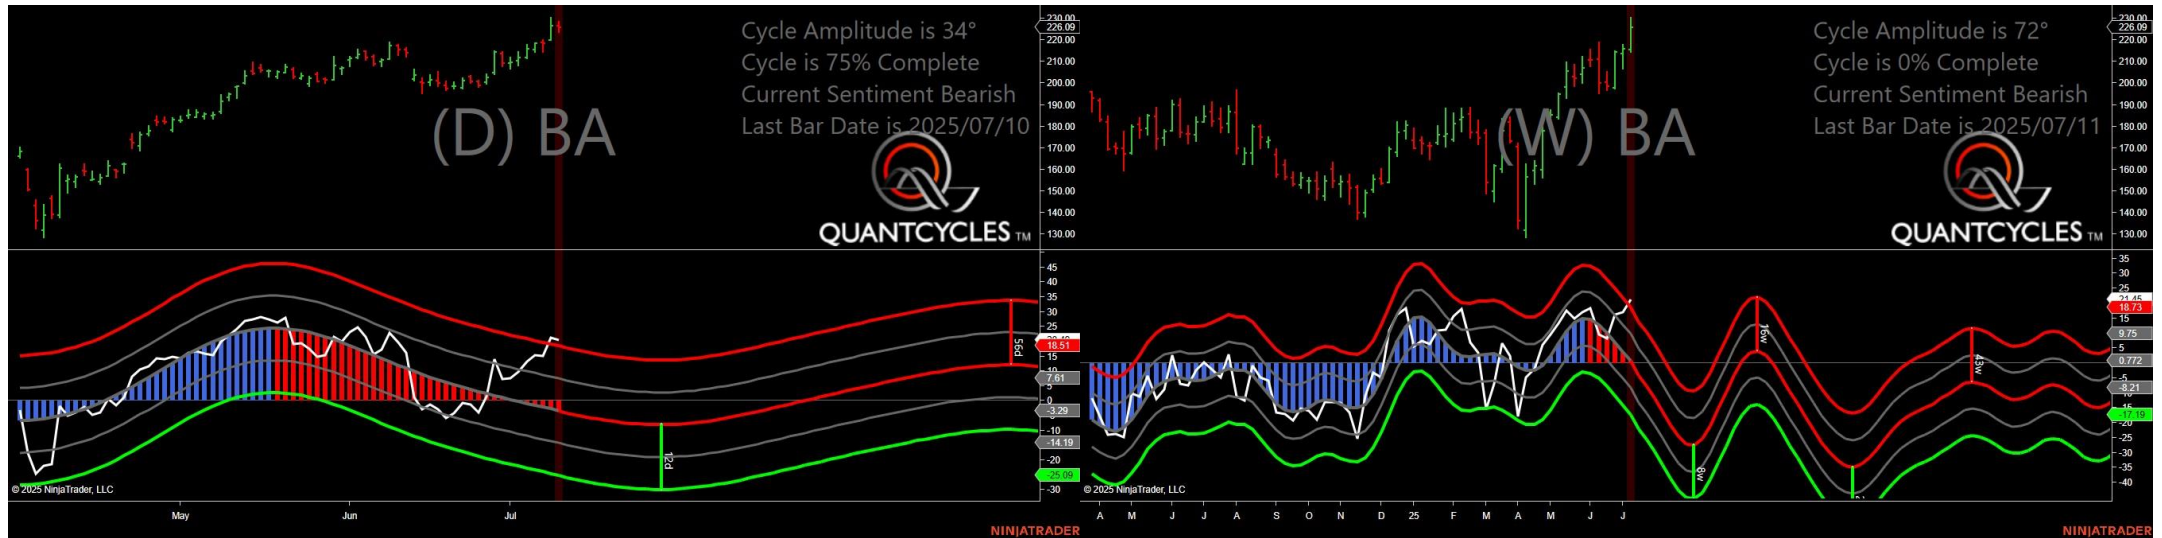 Cycle Amplitude is 34°
Cycle is 75% Complete
Current Sentiment Bearish
Last Bar Date is 2025/07/10
(D) BA
QUANTCYCLES TM
230.00
226.09
220.00
210.00
200.00
190.00
180.00
170.00
160.00
150.00
140.00
130.00
45
40
35
30
25
18.51
15
10
7.61
5
0
-3.29
-10
-14.19
-20
-25.09
-30
56d
12d
© 2025 NinjaTrader, LLC
May
Jun
Jul
NINJATRADER
Cycle Amplitude is 72°
Cycle is 0% Complete
Current Sentiment Bearish
Last Bar Date is 2025/07/11
(W) BA
QUANTCYCLES TM
230.00
226.09
220.00
210.00
200.00
190.00
180.00
170.00
160.00
150.00
140.00
130.00
35
30
25
21.45
18.73
15
9.75
5
0.772
-5
-8.21
-15
-17.19
-20
-25
-30
-35
-40
16w
43w
8w
© 2025 NinjaTrader, LLC
A
M
J
J
A
S
O
N
D
25
F
M
A
M
J
J
NINJATRADER